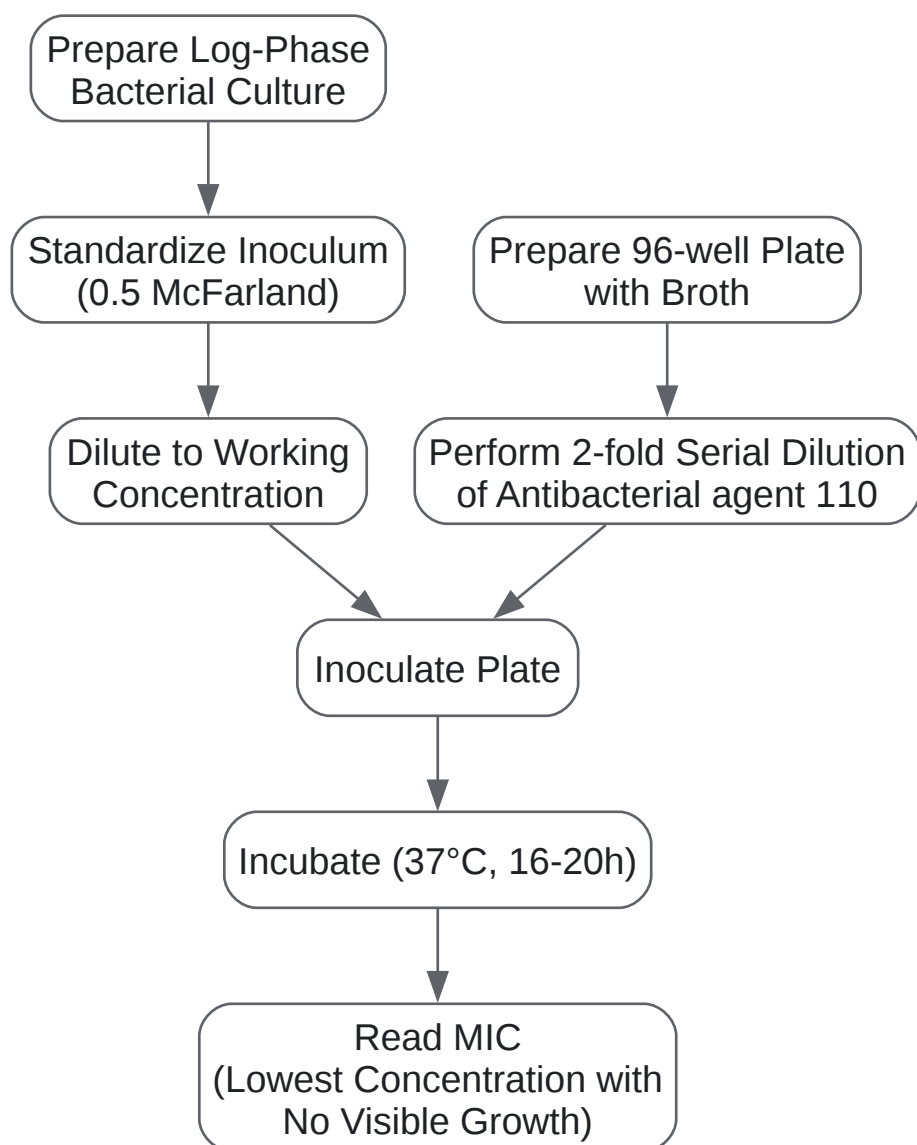 Prepare Log-Phase
Bacterial Culture
Standardize Inoculum
(0.5 McFarland)
Prepare 96-well Plate
with Broth
Dilute to Working
Concentration
Perform 2-fold Serial Dilution
of Antibacterial agent 110
Inoculate Plate
Incubate (37°C, 16-20h)
Read MIC
(Lowest Concentration with
No Visible Growth)